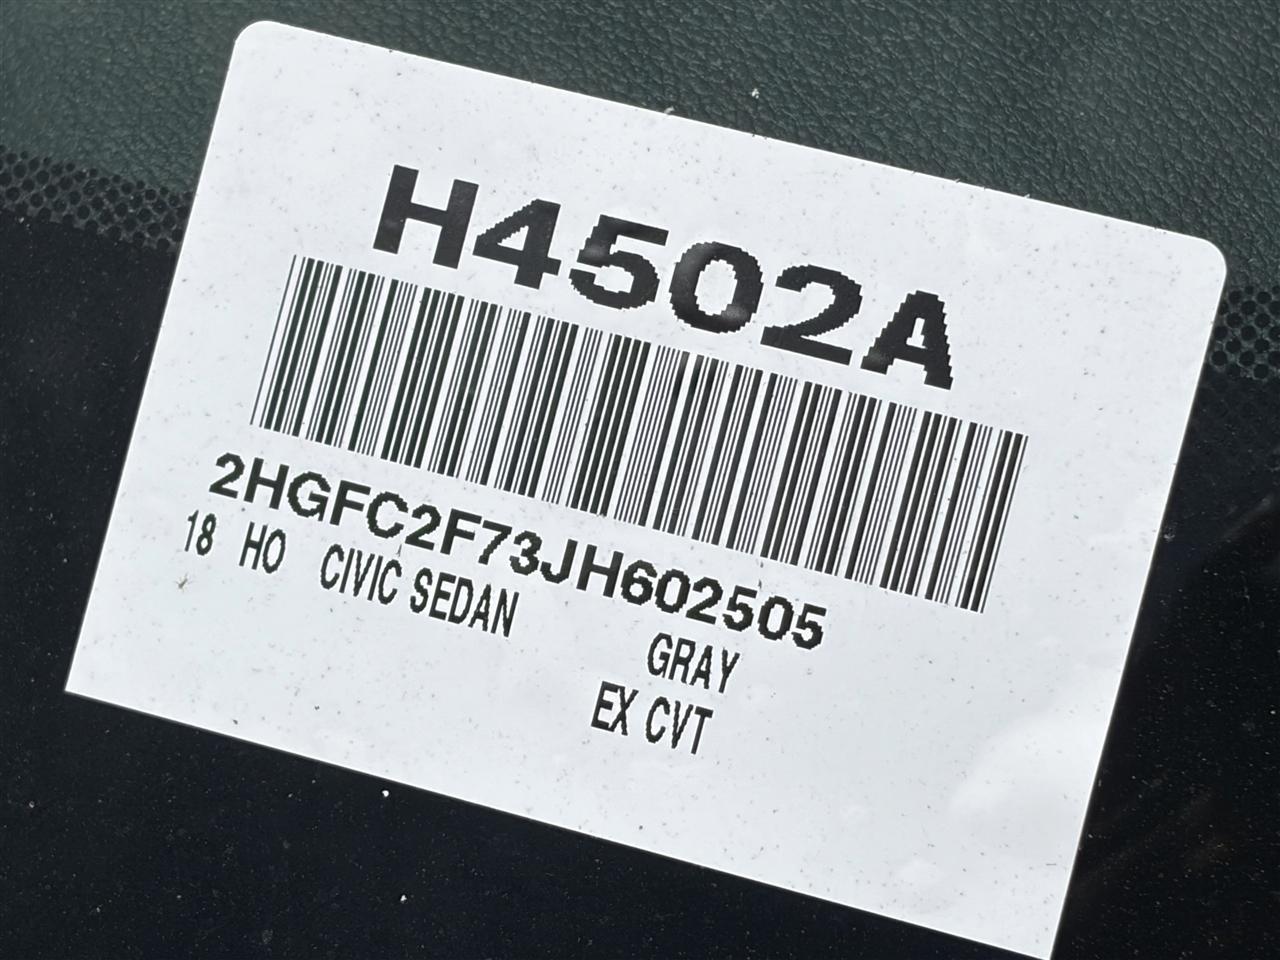 H4502A
2HGFC2F73JH602505
18 HO CIVIC SEDAN
GRAY
EX CVT